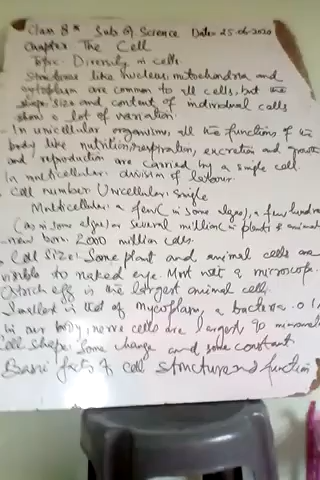 Class 8th Sub of Science Date= 25-06-2020
Chapter The Cell
Topic: Diversity in cells.
Structures like nucleus, mitochondria and
cytoplasm are common to all cells, but the
shape, size and content of individual cells
show a lot of variation.
In unicellular organisms, all the functions of the
body like nutrition, respiration, excretion and growth
and reproduction are carried by a single cell.
In multicellular: division of labour.
Cell number: Unicellular: Single
Multicellular: a few (in some algae), a few hundred
(as in some algae) or several million (in plants & animals
new born: 2000 million cells.
Cell size: Some plant and animal cells are
visible to naked eye. Most not a microscope
Ostrich egg is the largest animal cell.
Smallest is that of mycoplasm, a bacteria 0.1
In our body, nerve cells are largest 90
Cell shape: Some change and some constant.
Basic facts of cell structure and function